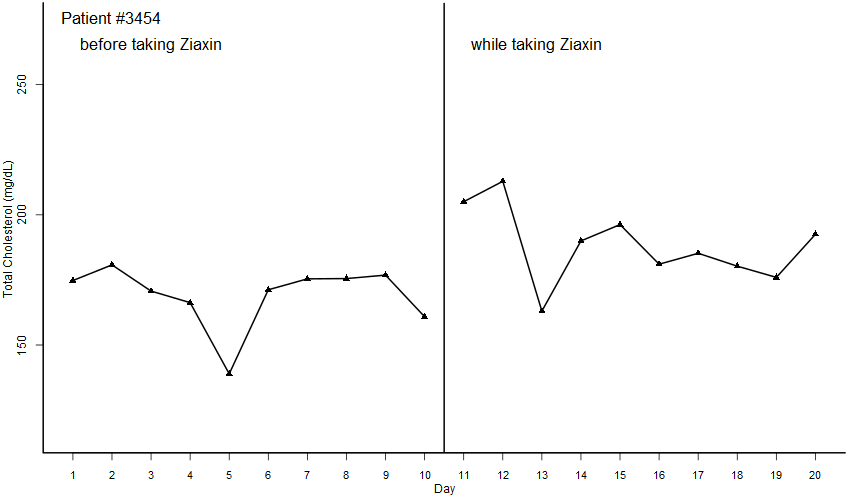 Patient #3454
before taking Ziaxin
while taking Ziaxin
Total Cholesterol (mg/dL)
250
200
150
1 2 3 4 5 6 7 8 9 10 11 12 13 14 15 16 17 18 19 20
Day